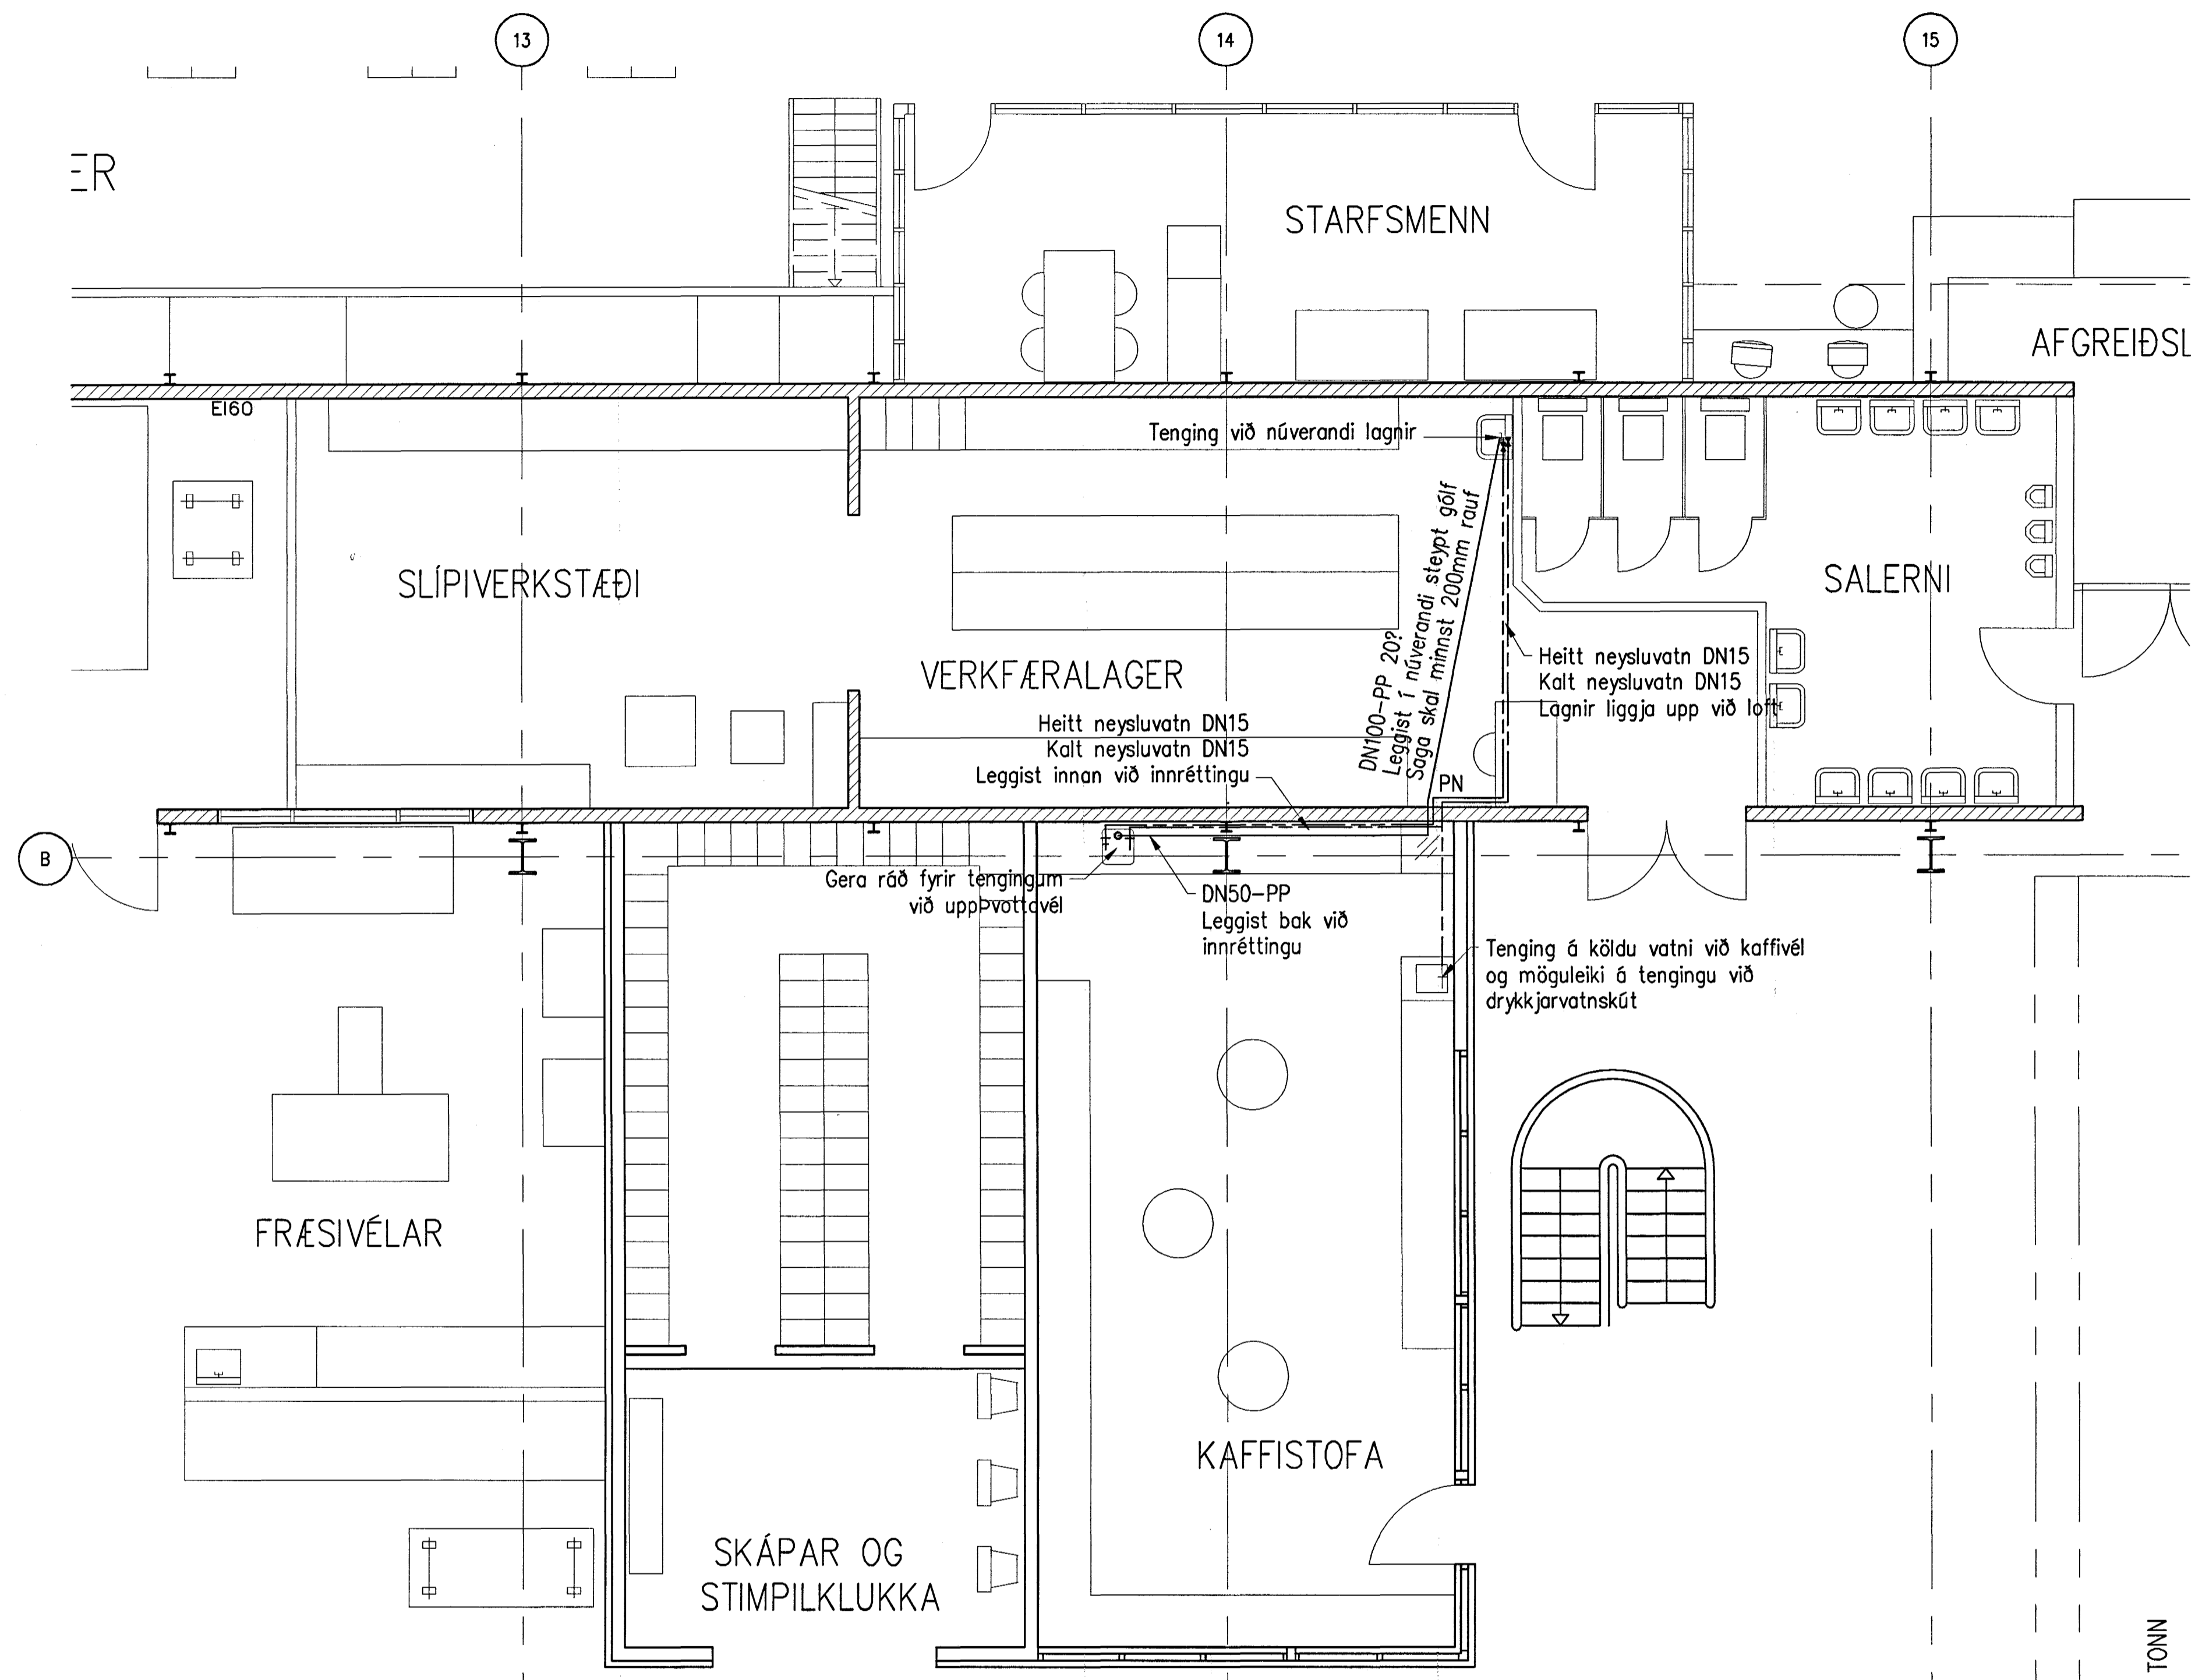 13
14
15
STARFSMENN
AFGREIÐSL
EI60
Tenging við núverandi lagnir
SLÍPIVERKSTÆÐI
VERKFÆRALAGER
SALERNI
DN100-PP 20?
Leggist í núverandi steypt gólf
Saga skal minnst 200mm rauf
Heitt neysluvatn DN15
Kalt neysluvatn DN15
Lagnir liggja upp við loft
Heitt neysluvatn DN15
Kalt neysluvatn DN15
Leggist innan við innréttingu
PN
B
Gera ráð fyrir tengingum
við uppÞvottavél
DN50-PP
Leggist bak við
innréttingu
Tenging á köldu vatni við kaffivél
og möguleiki á tengingu við
drykkjarvatnskút
FRÆSIVÉLAR
KAFFISTOFA
SKÁPAR OG
STIMPILKLUKKA
TONN